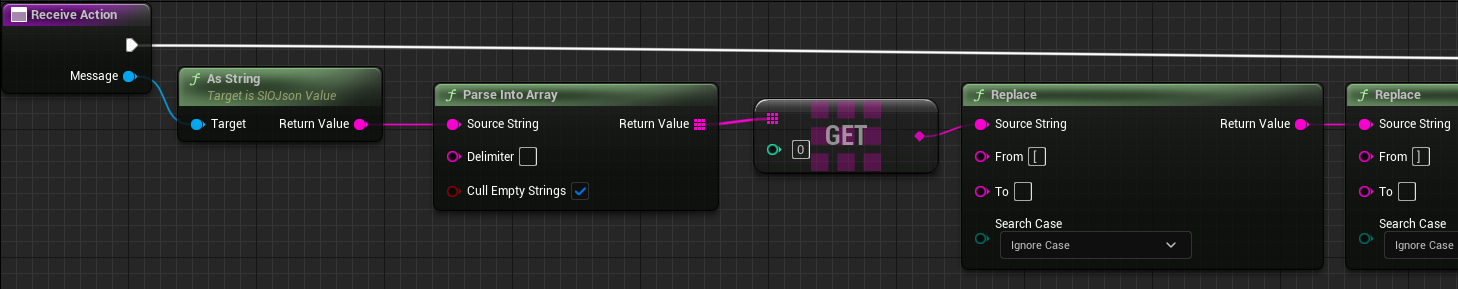 Receive Action
Message
f As String
Target is SIOJson Value
Target Return Value
f Parse Into Array
Source String Return Value
Delimiter
Cull Empty Strings
GET
0
f Replace
Source String Return Value
From [
To
Search Case
Ignore Case
f Replace
Source String
From ]
To
Search Case
Ignore Case